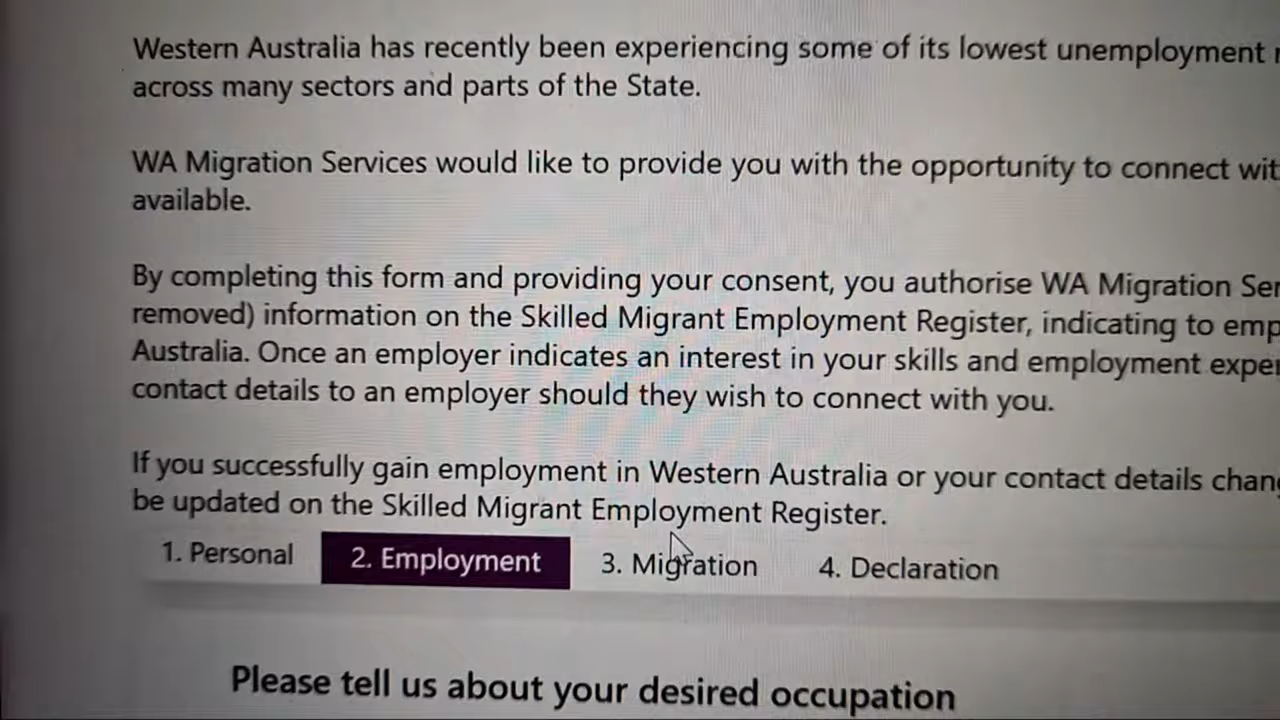 Western Australia has recently been experiencing some of its lowest unemployment
across many sectors and parts of the State.
WA Migration Services would like to provide you with the opportunity to connect
available.
By completing this form and providing your consent, you authorise WA Migration
removed) information on the Skilled Migrant Employment Register, indicating to
Australia. Once an employer indicates an interest in your skills and employment
contact details to an employer should they wish to connect with you.
If you successfully gain employment in Western Australia or your contact details
be updated on the Skilled Migrant Employment Register.
1. Personal 2. Employment 3. Migration 4. Declaration
Please tell us about your desired occupation